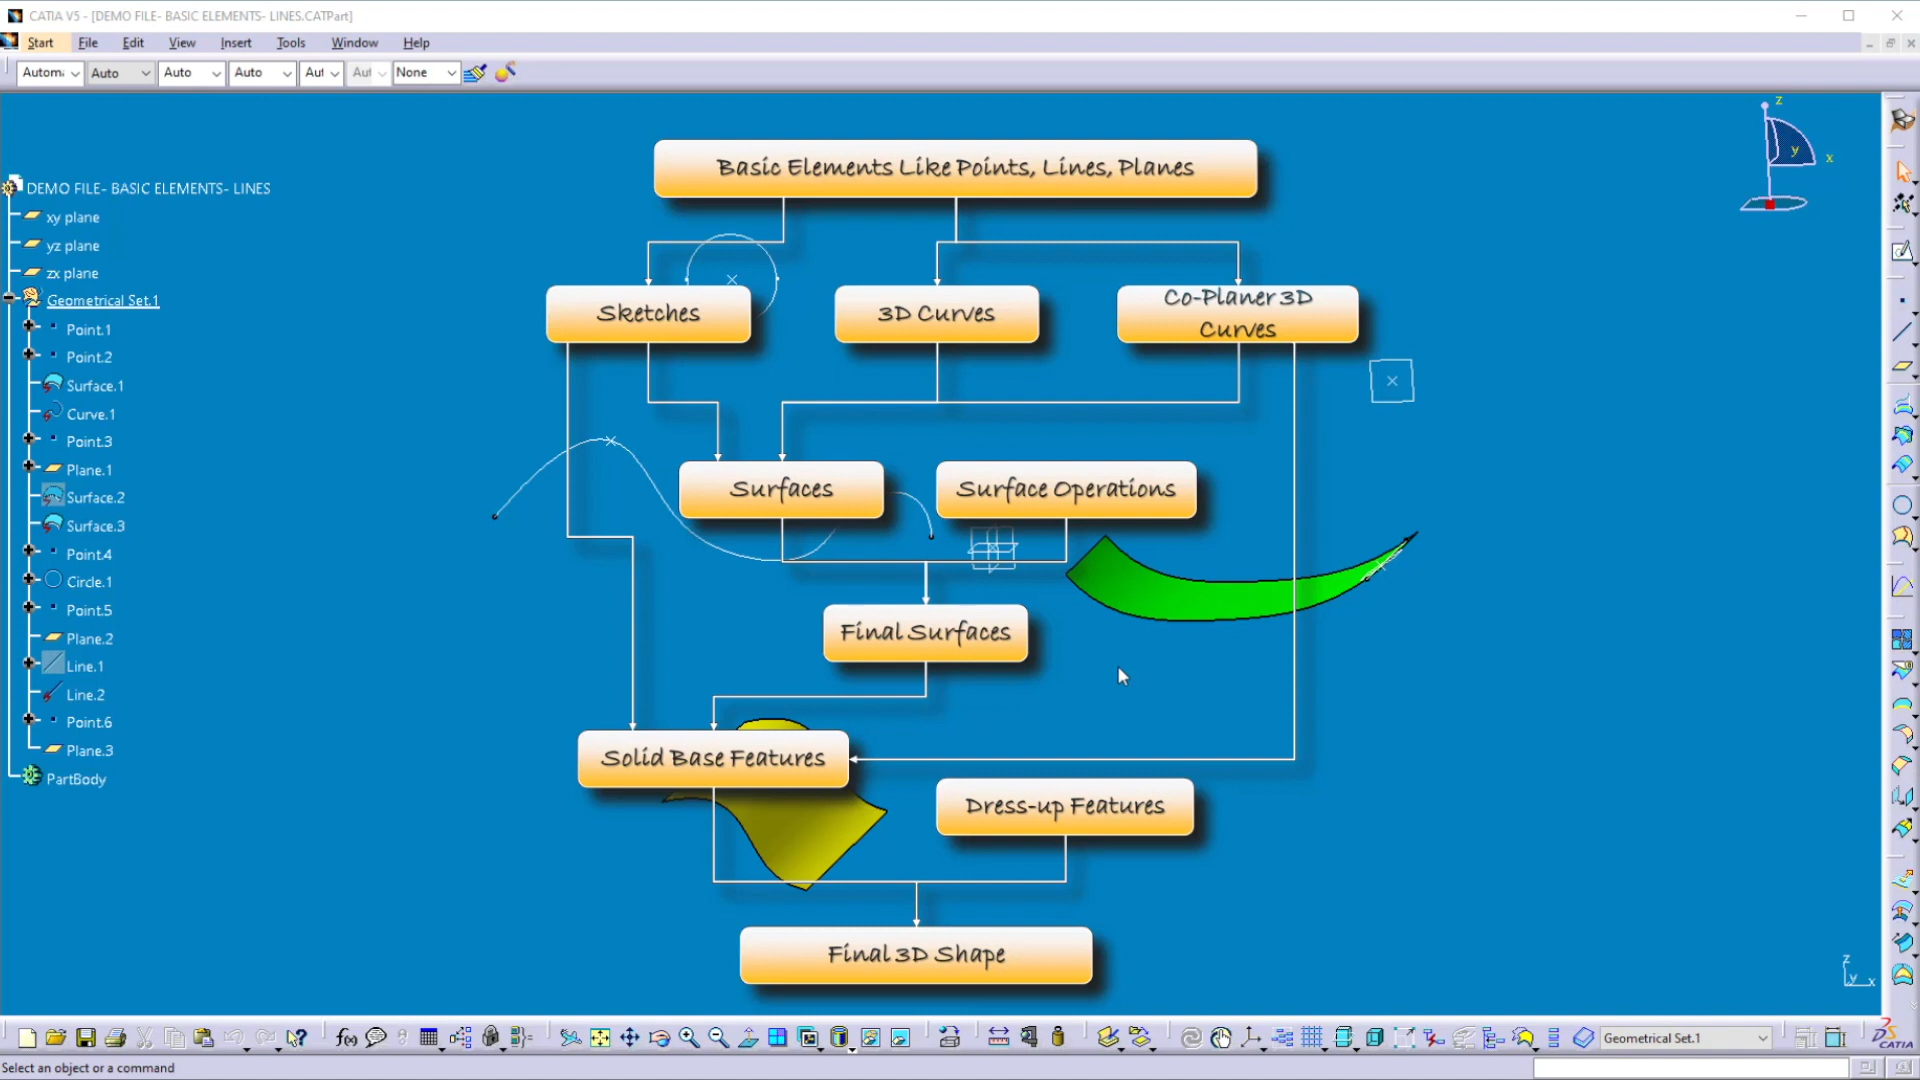 CATIA V5 - [DEMO FILE- BASIC ELEMENTS- LINES.CATPart]
Start File Edit View Insert Tools Window Help
Auto Auto Auto None
Z
y
x
DEMO FILE- BASIC ELEMENTS- LINES
xy plane
yz plane
zx plane
Geometrical Set.1
Point.1
Point.2
Surface.1
Curve.1
Point.3
Plane.1
Surface.2
Surface.3
Point.4
Circle.1
Point.5
Plane.2
Line.1
Line.2
Point.6
Plane.3
PartBody
Basic Elements Like Points, Lines, Planes
Sketches
3D Curves
Co-Planer 3D
Curves
Surfaces
Surface Operations
Final Surfaces
Solid Base Features
Dress-up Features
Final 3D Shape
z
y x
f(x)
Geometrical Set.1
CATIA
Select an object or a command